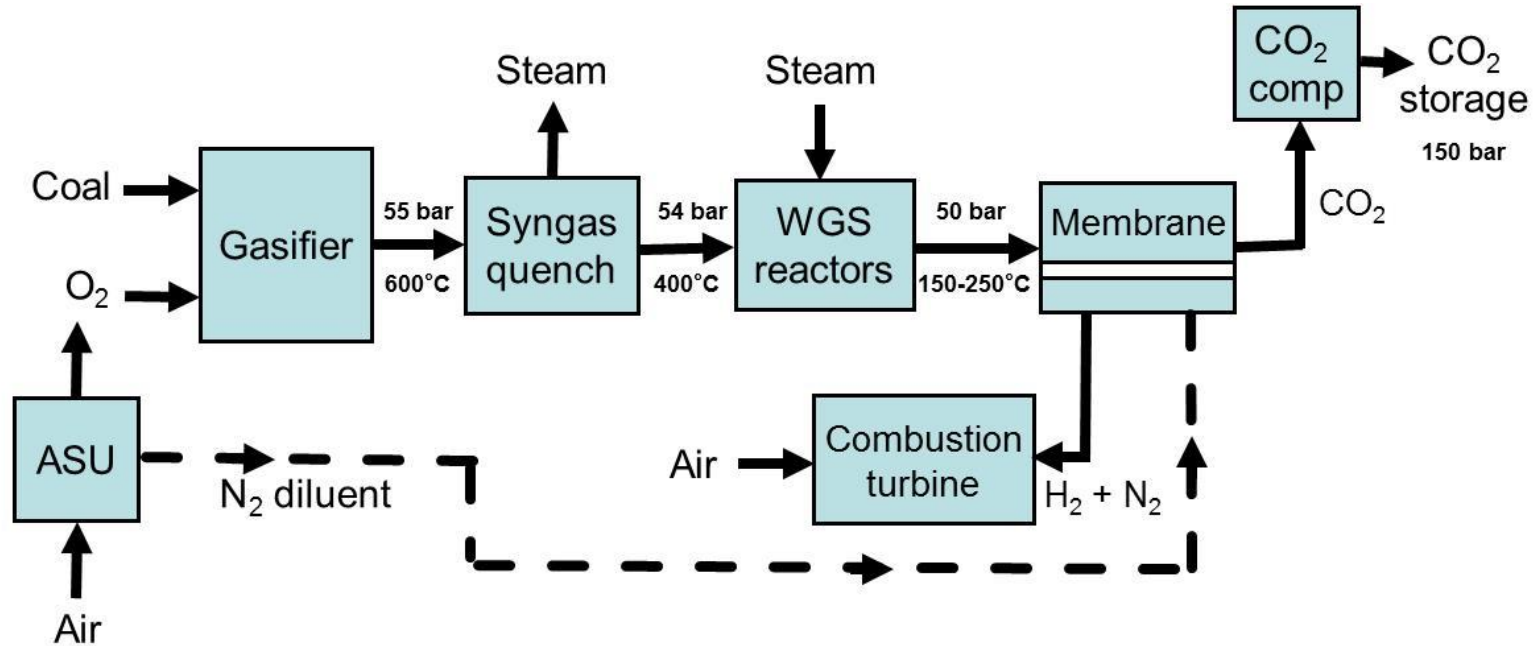 CO₂
comp
CO₂
storage
150 bar
Steam
Steam
Coal
Gasifier
55 bar
600°C
Syngas
quench
54 bar
400°C
WGS
reactors
50 bar
150-250°C
Membrane
CO₂
O₂
ASU
N₂ diluent
Air
Combustion
turbine
H₂ + N₂
Air